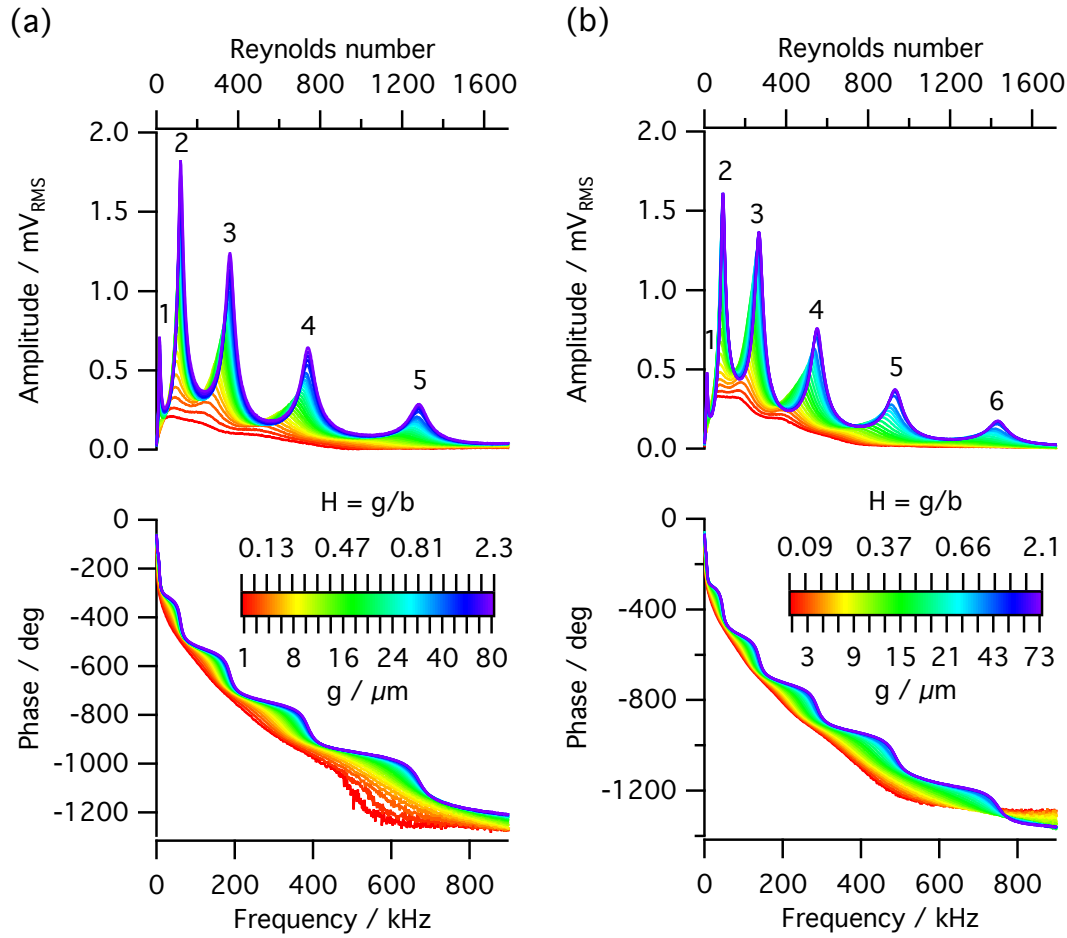 (a)
Reynolds number
0 400 800 1200 1600
2.0
1.5
1.0
0.5
0.0
Amplitude / mVRMS
1 2 3 4 5
0
-200
-400
-600
-800
-1000
-1200
Phase / deg
H = g/b
0.13 0.47 0.81 2.3
1 8 16 24 40 80
g / µm
0 200 400 600 800
Frequency / kHz
(b)
Reynolds number
0 400 800 1200 1600
2.0
1.5
1.0
0.5
0.0
Amplitude / mVRMS
1 2 3 4 5 6
0
-400
-800
-1200
Phase / deg
H = g/b
0.09 0.37 0.66 2.1
3 9 15 21 43 73
g / µm
0 200 400 600 800
Frequency / kHz